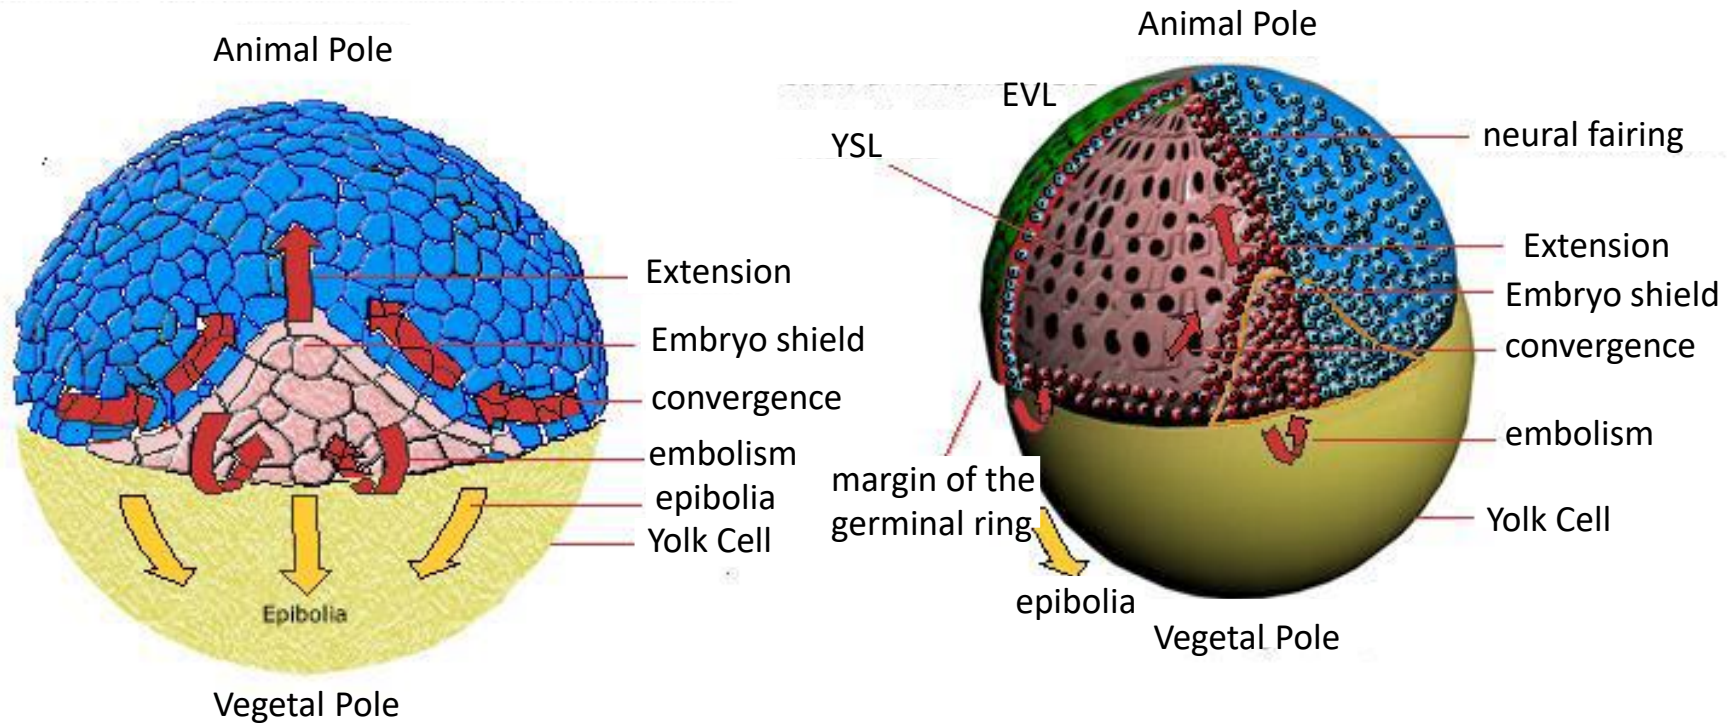 Animal Pole
Extension
Embryo shield
convergence
embolism
epibolia
Yolk Cell
Epibolia
Vegetal Pole
Animal Pole
EVL
YSL
neural fairing
Extension
Embryo shield
convergence
embolism
margin of the
germinal ring
Yolk Cell
epibolia
Vegetal Pole